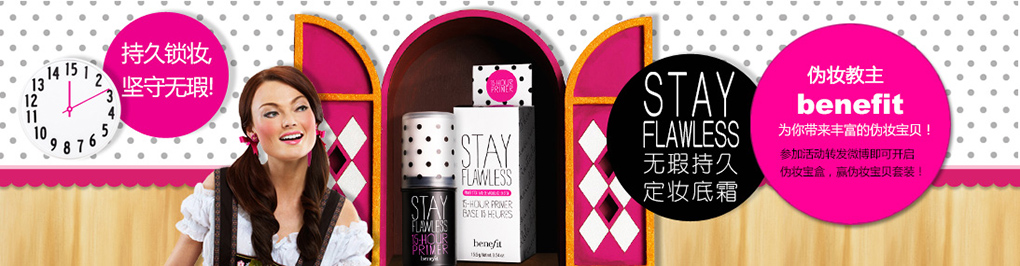 持久锁妆,
坚守无瑕!
15 1 2 3 4 5 6 7 8 9 10 11 12 13 14
15-HOUR
PRIMER
STAY
FLAWLESS
15-HOUR PRIMER
BASE 15 HEURES
benefit
STAY
FLAWLESS
15-HOUR
PRIMER
benefit
STAY
FLAWLESS
无瑕持久
定妆底霜
伪妆教主
benefit
为你带来丰富的伪妆宝贝！
参加活动转发微博即可开启
伪妆宝盒，赢伪妆宝贝套装！